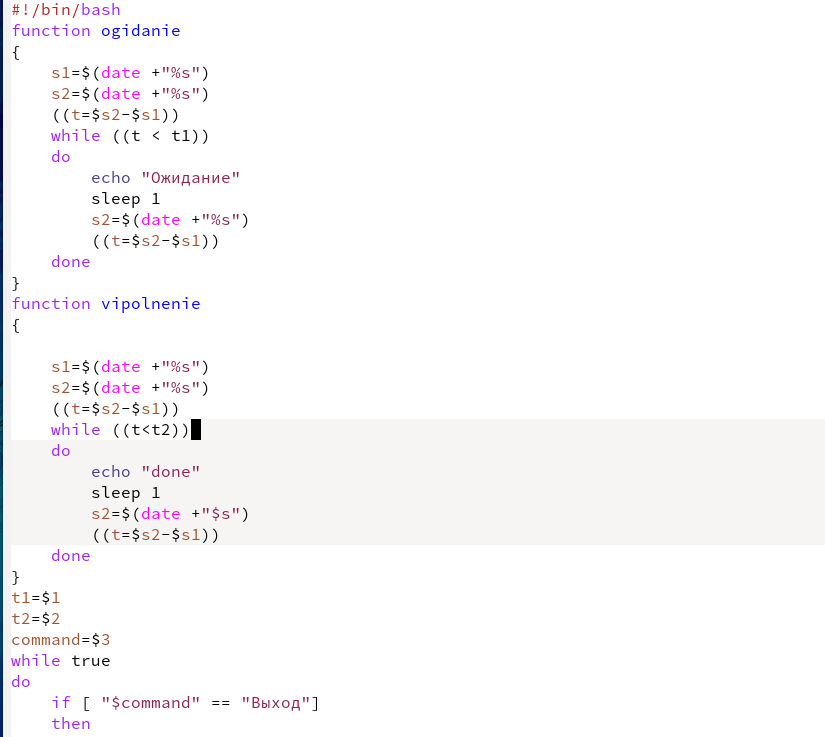 #!/bin/bash
function ogidanie
{
    s1=$(date +"%s")
    s2=$(date +"%s")
    ((t=$s2-$s1))
    while ((t < t1))
    do
        echo "Ожидание"
        sleep 1
        s2=$(date +"%s")
        ((t=$s2-$s1))
    done
}
function vipolnenie
{

    s1=$(date +"%s")
    s2=$(date +"%s")
    ((t=$s2-$s1))
    while ((t<t2))
    do
        echo "done"
        sleep 1
        s2=$(date +"$s")
        ((t=$s2-$s1))
    done
}
t1=$1
t2=$2
command=$3
while true
do
    if [ "$command" == "Выход"]
    then